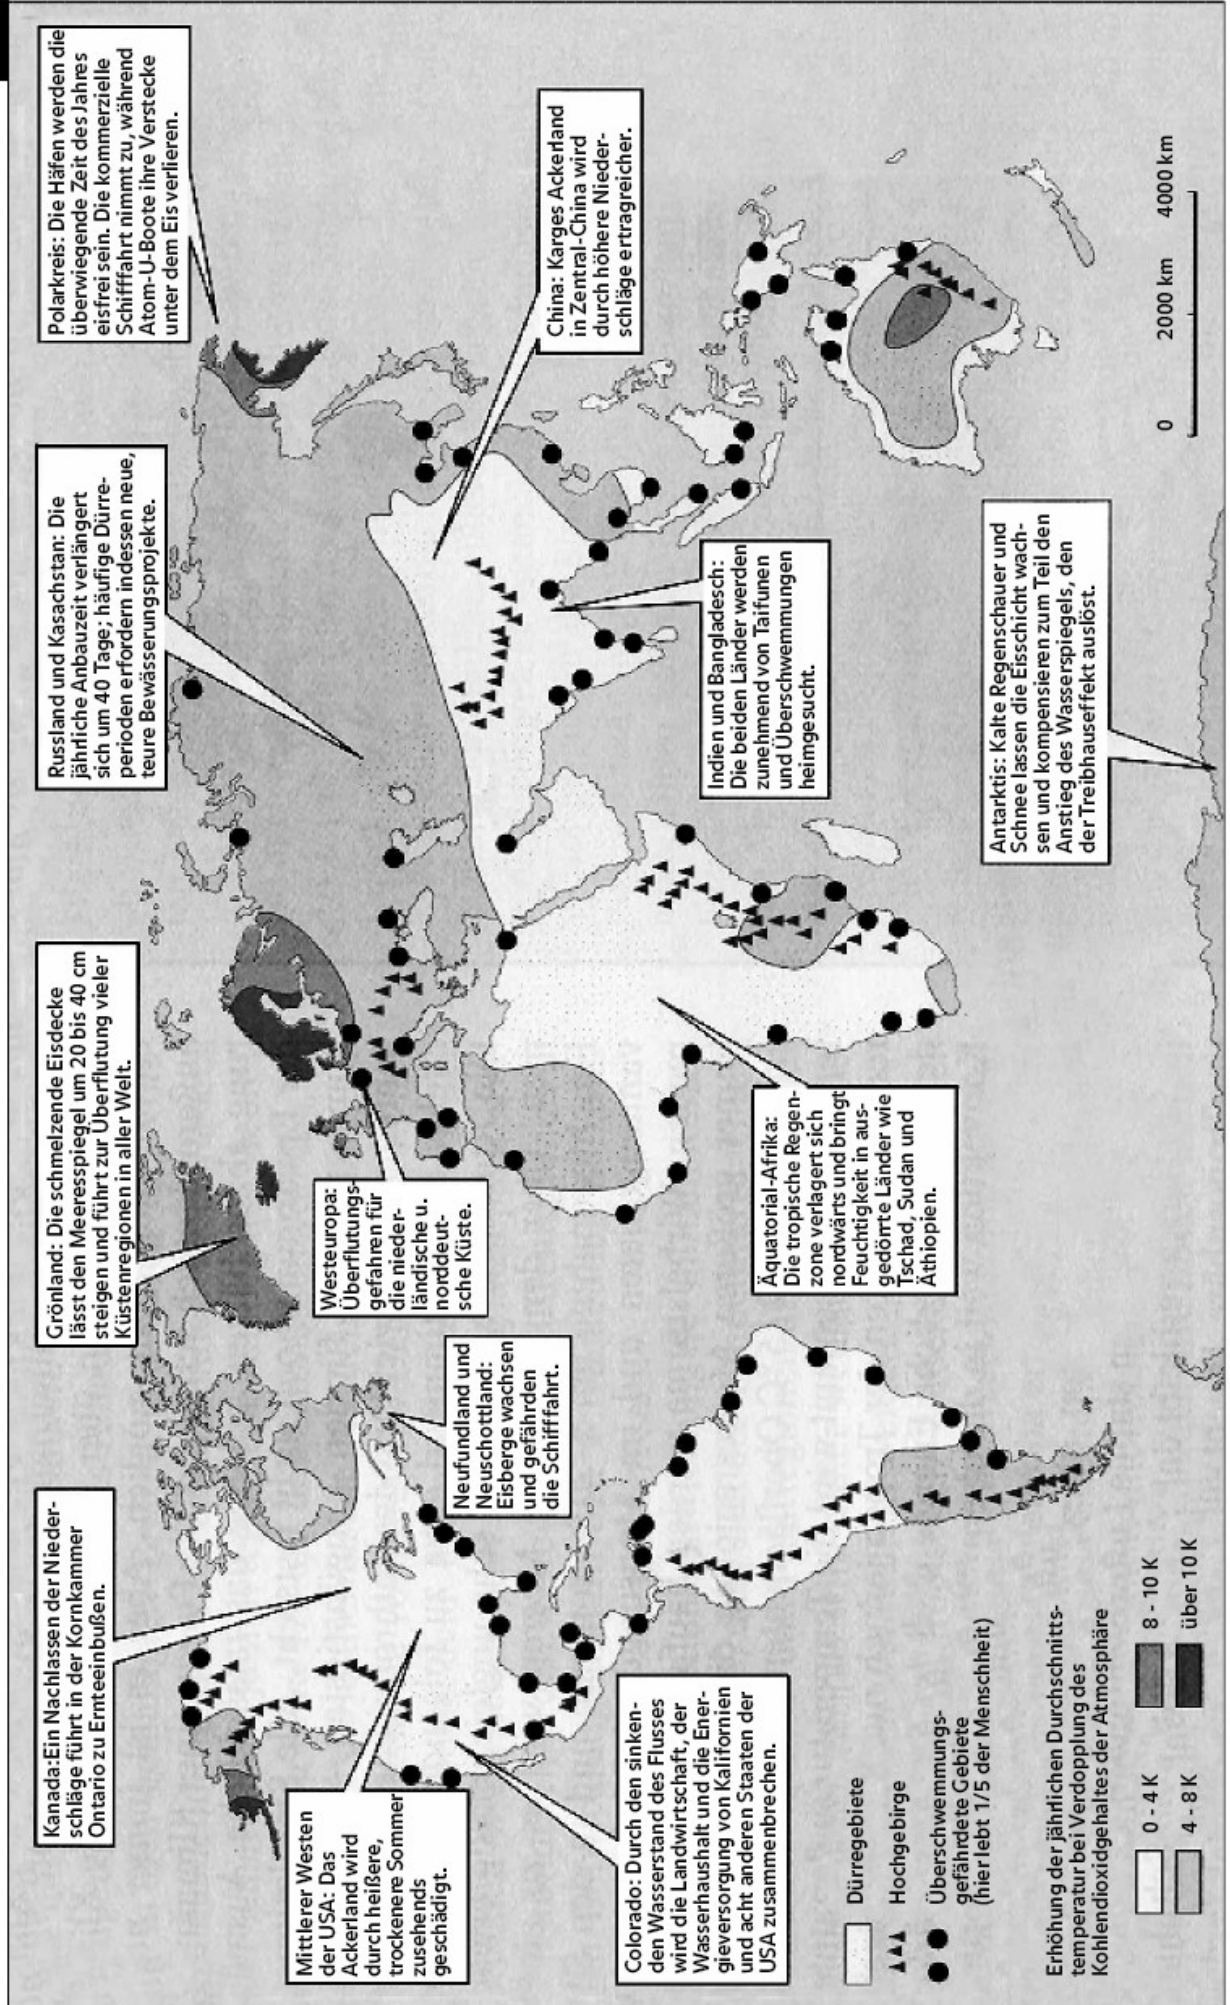 Kanada:Ein Nachlassen der Nieder-
schläge führt in der Kornkammer
Ontario zu Ernteeinbußen.
Grönland: Die schmelzende Eisdecke
lässt den Meeresspiegel um 20 bis 40 cm
steigen und führt zur Überflutung vieler
Küstenregionen in aller Welt.
Russland und Kasachstan: Die
jährliche Anbauzeit verlängert
sich um 40 Tage; häufige Dürre-
perioden erfordern indessen neue,
teure Bewässerungsprojekte.
Polarkreis: Die Häfen werden die
überwiegende Zeit des Jahres
eisfrei sein. Die kommerzielle
Schifffahrt nimmt zu, während
Atom-U-Boote ihre Verstecke
unter dem Eis verlieren.
Mittlerer Westen
der USA: Das
Ackerland wird
durch heißere,
trockenere Sommer
zusehends
geschädigt.
Neufundland und
Neuschottland:
Eisberge wachsen
und gefährden
die Schifffahrt.
Westeuropa:
Überflutungs-
gefahren für
die nieder-
ländische u.
norddeut-
sche Küste.
China: Karges Ackerland
in Zentral-China wird
durch höhere Nieder-
schläge ertragreicher.
Colorado: Durch den sinken-
den Wasserstand des Flusses
wird die Landwirtschaft, der
Wasserhaushalt und die Ener-
gieversorgung von Kalifornien
und acht anderen Staaten der
USA zusammenbrechen.
Äquatorial-Afrika:
Die tropische Regen-
zone verlagert sich
nordwärts und bringt
Feuchtigkeit in aus-
gedörrte Länder wie
Tschad, Sudan und
Äthiopien.
Indien und Bangladesch:
Die beiden Länder werden
zunehmend von Taifunen
und Überschwemmungen
heimgesucht.
Antarktis: Kalte Regenschauer und
Schnee lassen die Eisschicht wach-
sen und kompensieren zum Teil den
Anstieg des Wasserspiegels, den
der Treibhauseffekt auslöst.
Dürregebiete
Hochgebirge
Überschwemmungs-
gefährdete Gebiete
(hier lebt 1/5 der Menschheit)
Erhöhung der jährlichen Durchschnitts-
temperatur bei Verdopplung des
Kohlendioxidgehaltes der Atmosphäre
0 - 4 K
8 - 10 K
4 - 8 K
über 10 K
0 2000 km 4000 km